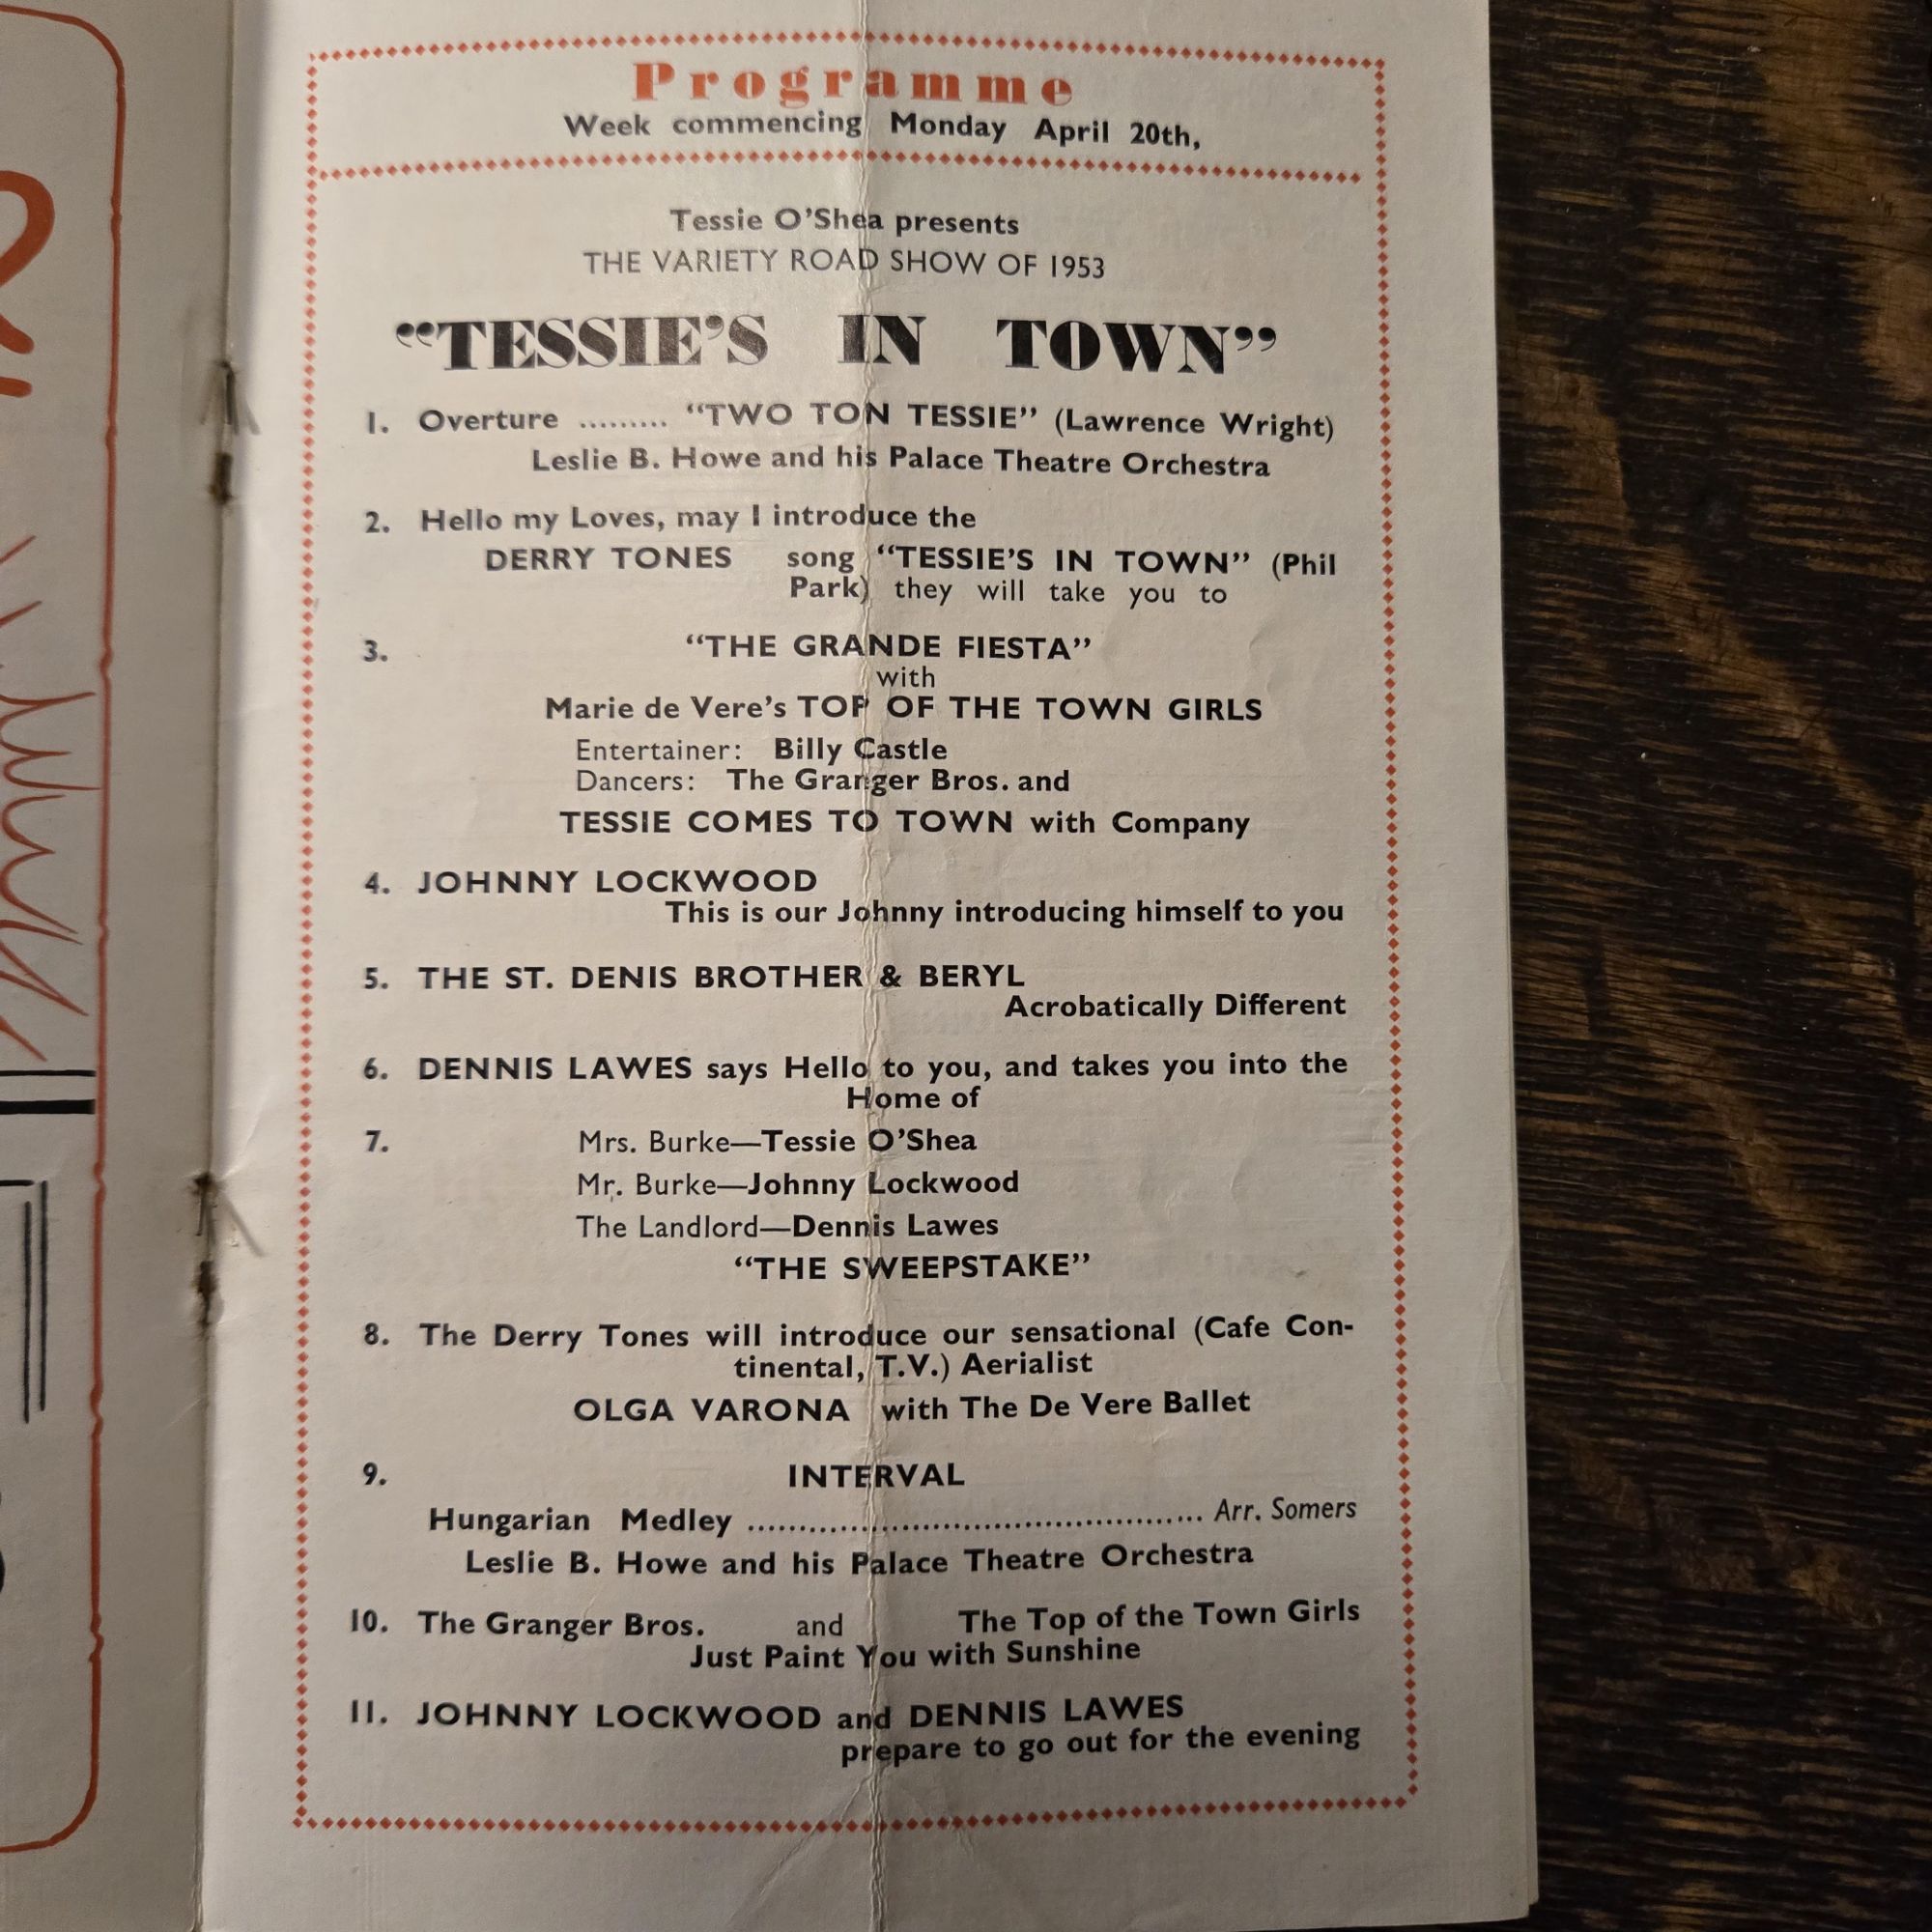 Programme
Week commencing Monday April 20th,
Tessie O'Shea presents
THE VARIETY ROAD SHOW OF 1953
“TESSIE’S IN TOWN”
1. Overture ......... “TWO TON TESSIE” (Lawrence Wright)
Leslie B. Howe and his Palace Theatre Orchestra
2. Hello my Loves, may I introduce the
DERRY TONES song “TESSIE’S IN TOWN” (Phil
Park) they will take you to
3. “THE GRANDE FIESTA”
with
Marie de Vere’s TOP OF THE TOWN GIRLS
Entertainer: Billy Castle
Dancers: The Granger Bros. and
TESSIE COMES TO TOWN with Company
4. JOHNNY LOCKWOOD
This is our Johnny introducing himself to you
5. THE ST. DENIS BROTHER & BERYL
Acrobatically Different
6. DENNIS LAWES says Hello to you, and takes you into the
Home of
7. Mrs. Burke—Tessie O’Shea
Mr. Burke—Johnny Lockwood
The Landlord—Dennis Lawes
“THE SWEEPSTAKE”
8. The Derry Tones will introduce our sensational (Cafe Con-
tinental, T.V.) Aerialist
OLGA VARONA with The De Vere Ballet
9. INTERVAL
Hungarian Medley ............................................ Arr. Somers
Leslie B. Howe and his Palace Theatre Orchestra
10. The Granger Bros. and The Top of the Town Girls
Just Paint You with Sunshine
11. JOHNNY LOCKWOOD and DENNIS LAWES
prepare to go out for the evening